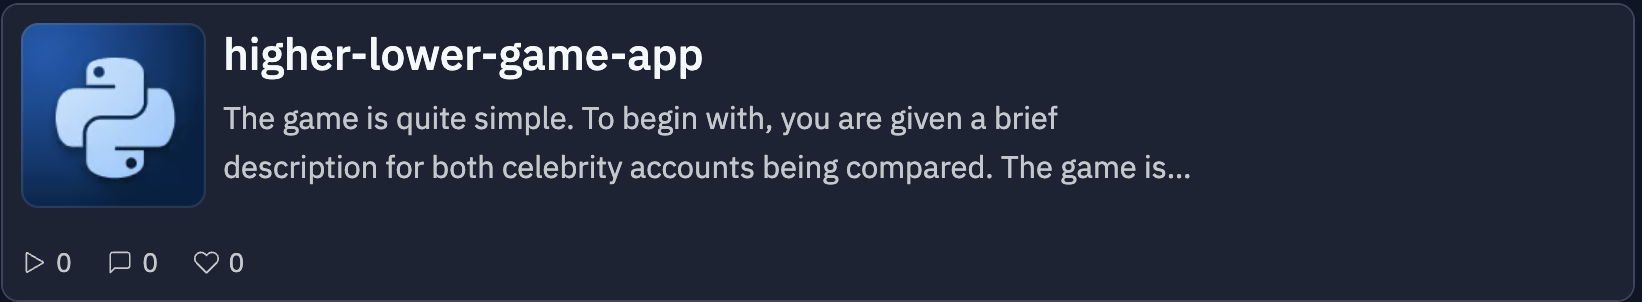 higher-lower-game-app
The game is quite simple. To begin with, you are given a brief
description for both celebrity accounts being compared. The game is...
0 0 0